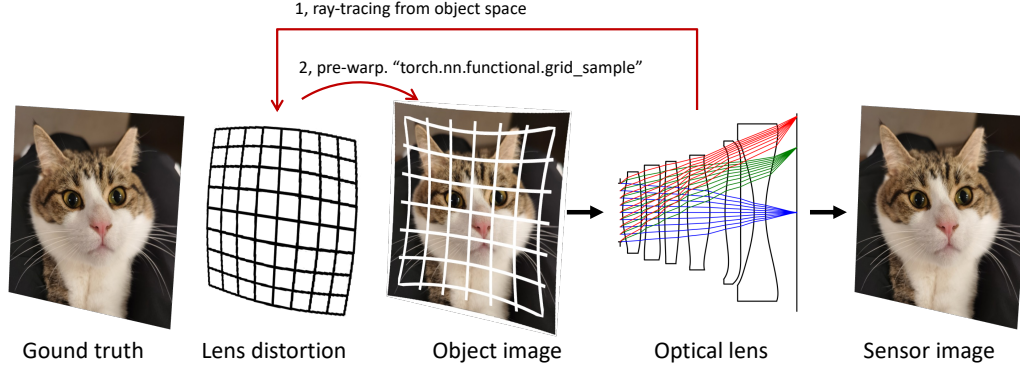 1, ray-tracing from object space
2, pre-warp. “torch.nn.functional.grid_sample”
Gound truth
Lens distortion
Object image
Optical lens
Sensor image